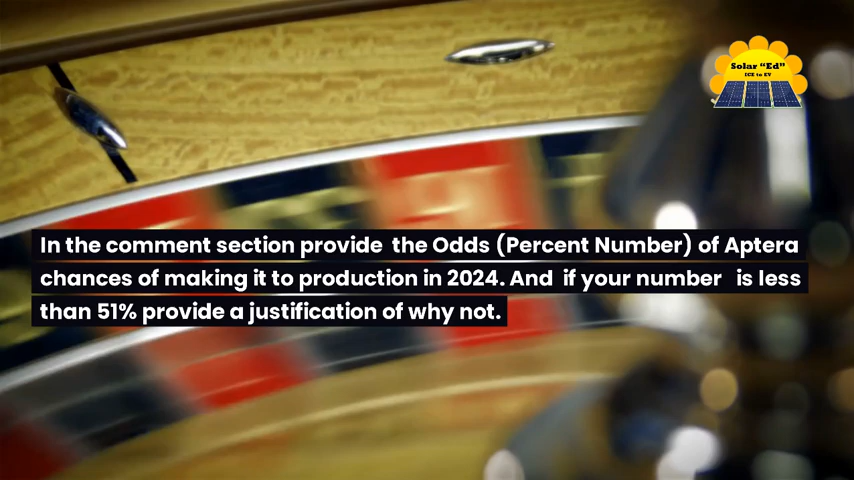 Solar “Ed”
ICE to EV
In the comment section provide the Odds (Percent Number) of Aptera
chances of making it to production in 2024. And if your number is less
than 51% provide a justification of why not.